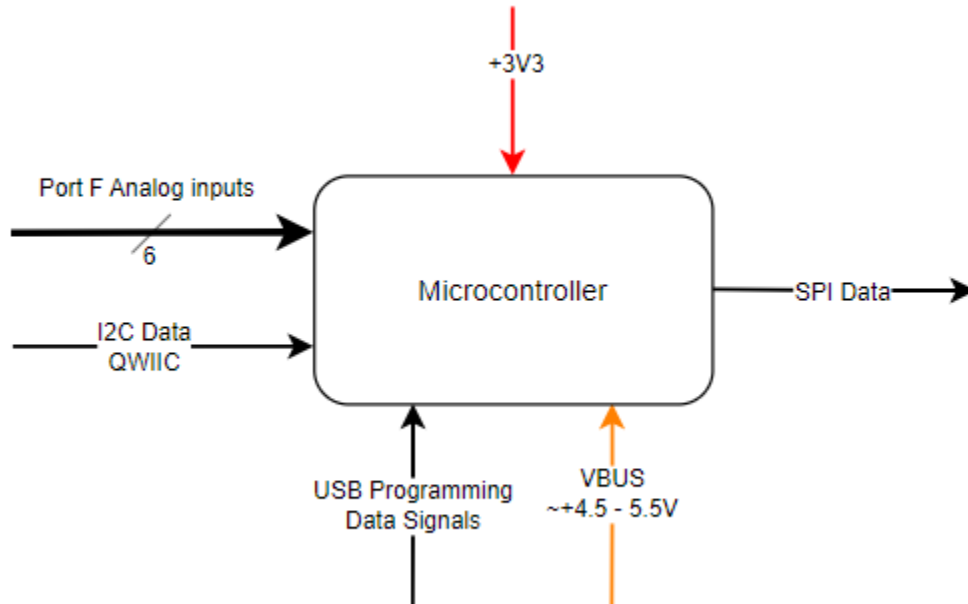 +3V3
Port F Analog inputs
6
I2C Data
QWIIC
Microcontroller
SPI Data
USB Programming
Data Signals
VBUS
~+4.5 - 5.5V